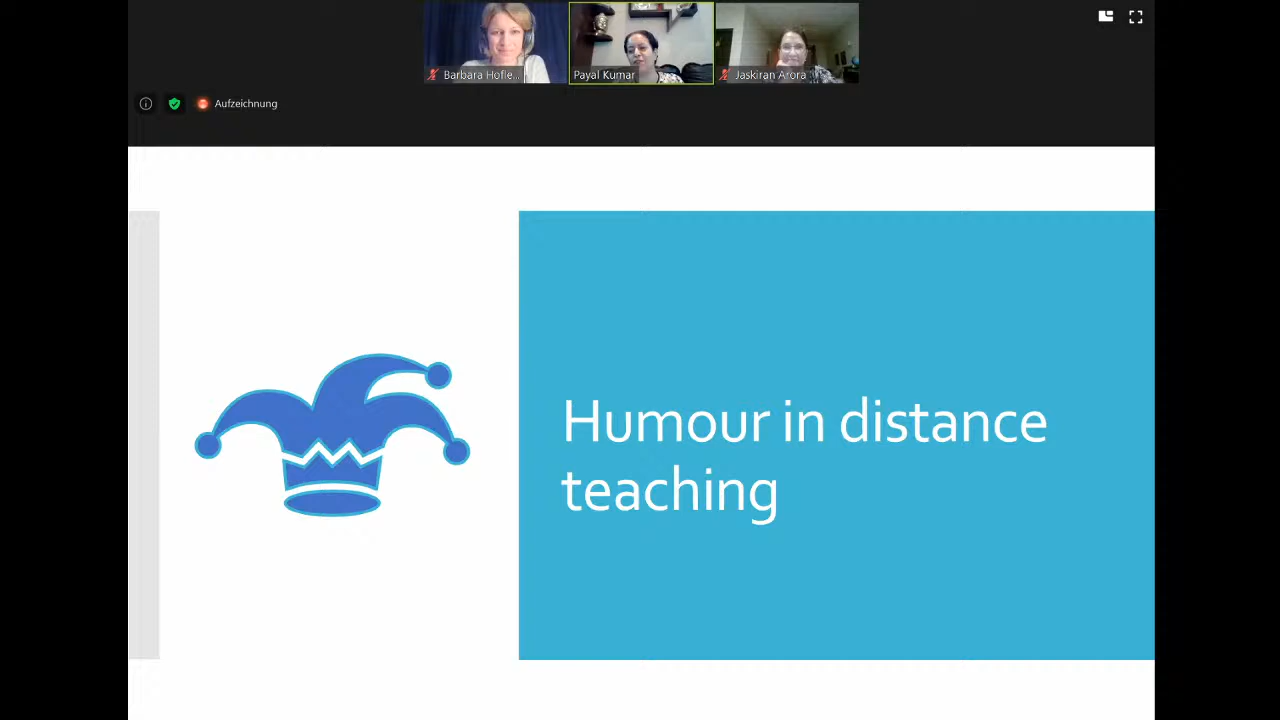 Barbara Hofle...
Payal Kumar
Jaskiran Arora
Aufzeichnung
Humour in distance
teaching